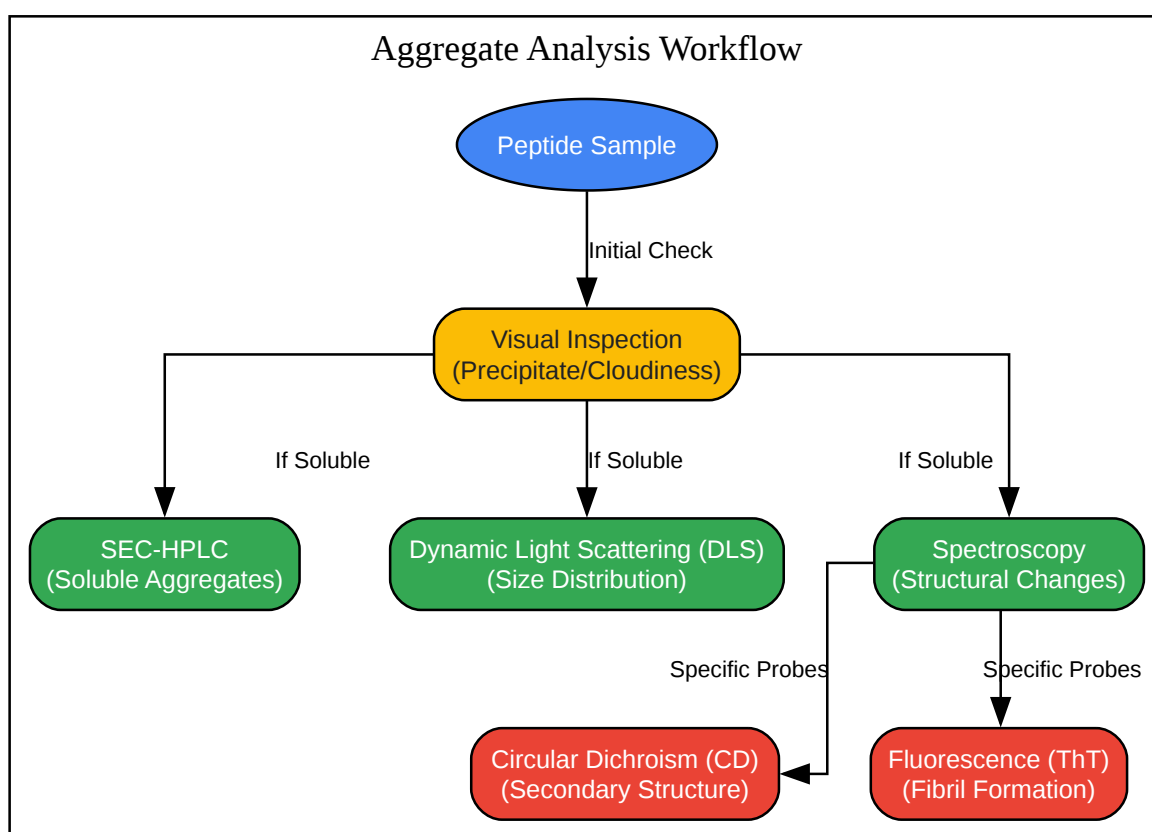 Aggregate Analysis Workflow
Peptide Sample
Initial Check
Visual Inspection
(Precipitate/Cloudiness)
If Soluble
If Soluble
If Soluble
SEC-HPLC
(Soluble Aggregates)
Dynamic Light Scattering (DLS)
(Size Distribution)
Spectroscopy
(Structural Changes)
Specific Probes
Specific Probes
Circular Dichroism (CD)
(Secondary Structure)
Fluorescence (ThT)
(Fibril Formation)